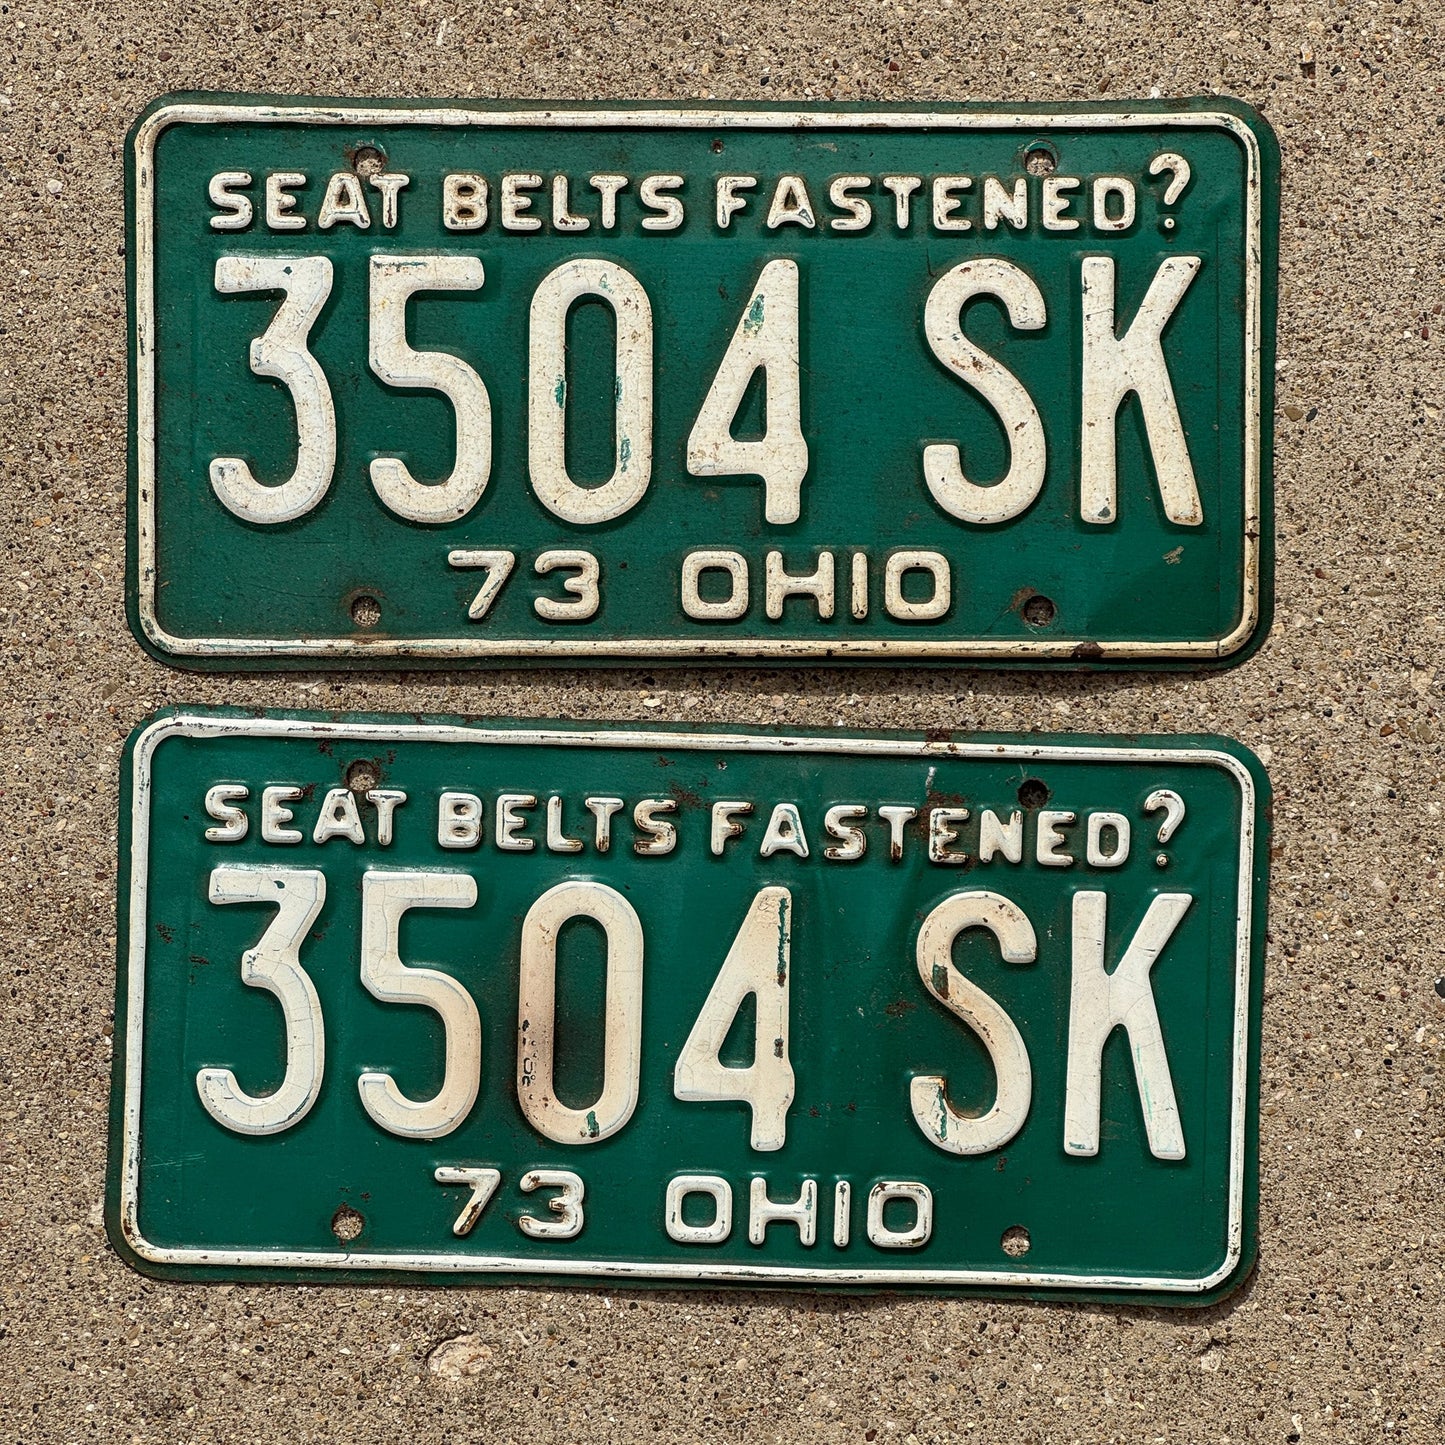 SEAT BELTS FASTENED?
3504 SK
73 OHIO
SEAT BELTS FASTENED?
3504 SK
73 OHIO